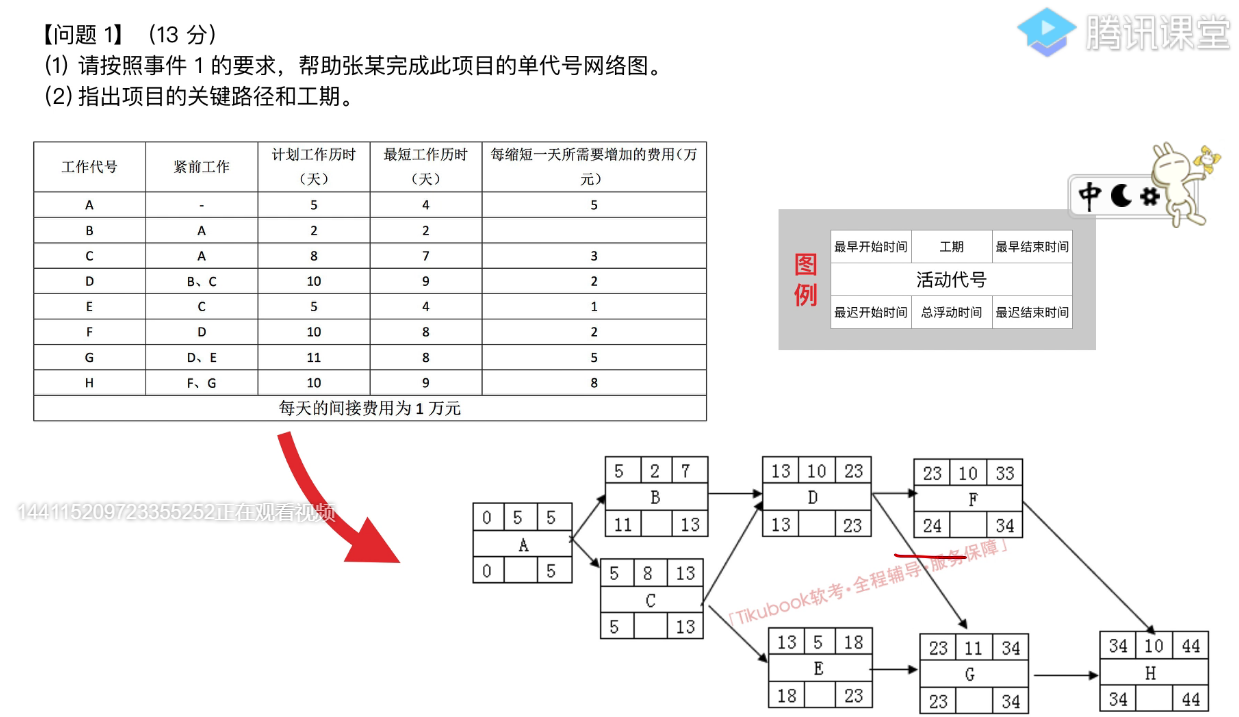 【问题 1】（13 分）
腾讯课堂
(1) 请按照事件 1 的要求，帮助张某完成此项目的单代号网络图。
(2) 指出项目的关键路径和工期。
工作代号 紧前工作 计划工作历时（天） 最短工作历时（天） 每缩短一天所需要增加的费用（万元）
A - 5 4 5
B A 2 2
C A 8 7 3
D B、C 10 9 2
E C 5 4 1
F D 10 8 2
G D、E 11 8 5
H F、G 10 9 8
每天的间接费用为 1 万元
中
图例
最早开始时间 工期 最早结束时间
活动代号
最迟开始时间 总浮动时间 最迟结束时间
144115209723355252正在观看视频
0 5 5
A
0 5
5 2 7
B
11 13
5 8 13
C
5 13
13 10 23
D
13 23
13 5 18
E
18 23
23 10 33
F
24 34
23 11 34
G
23 34
34 10 44
H
34 44
「Tikubook软考•全程辅导•服务保障」